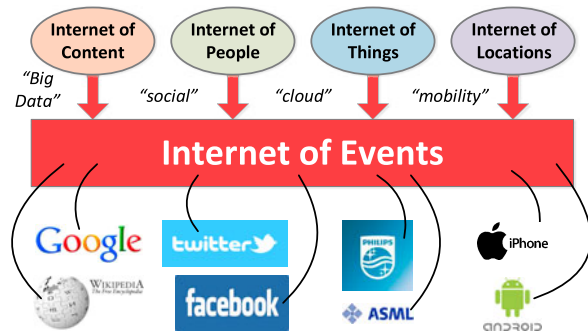 Internet of
Content
Internet of
People
Internet of
Things
Internet of
Locations
“Big
Data”
“social”
“cloud”
“mobility”
Internet of Events
Google
twitter
PHILIPS
iPhone
WIKIPEDIA
The Free Encyclopedia
facebook
ASML
ANDROID